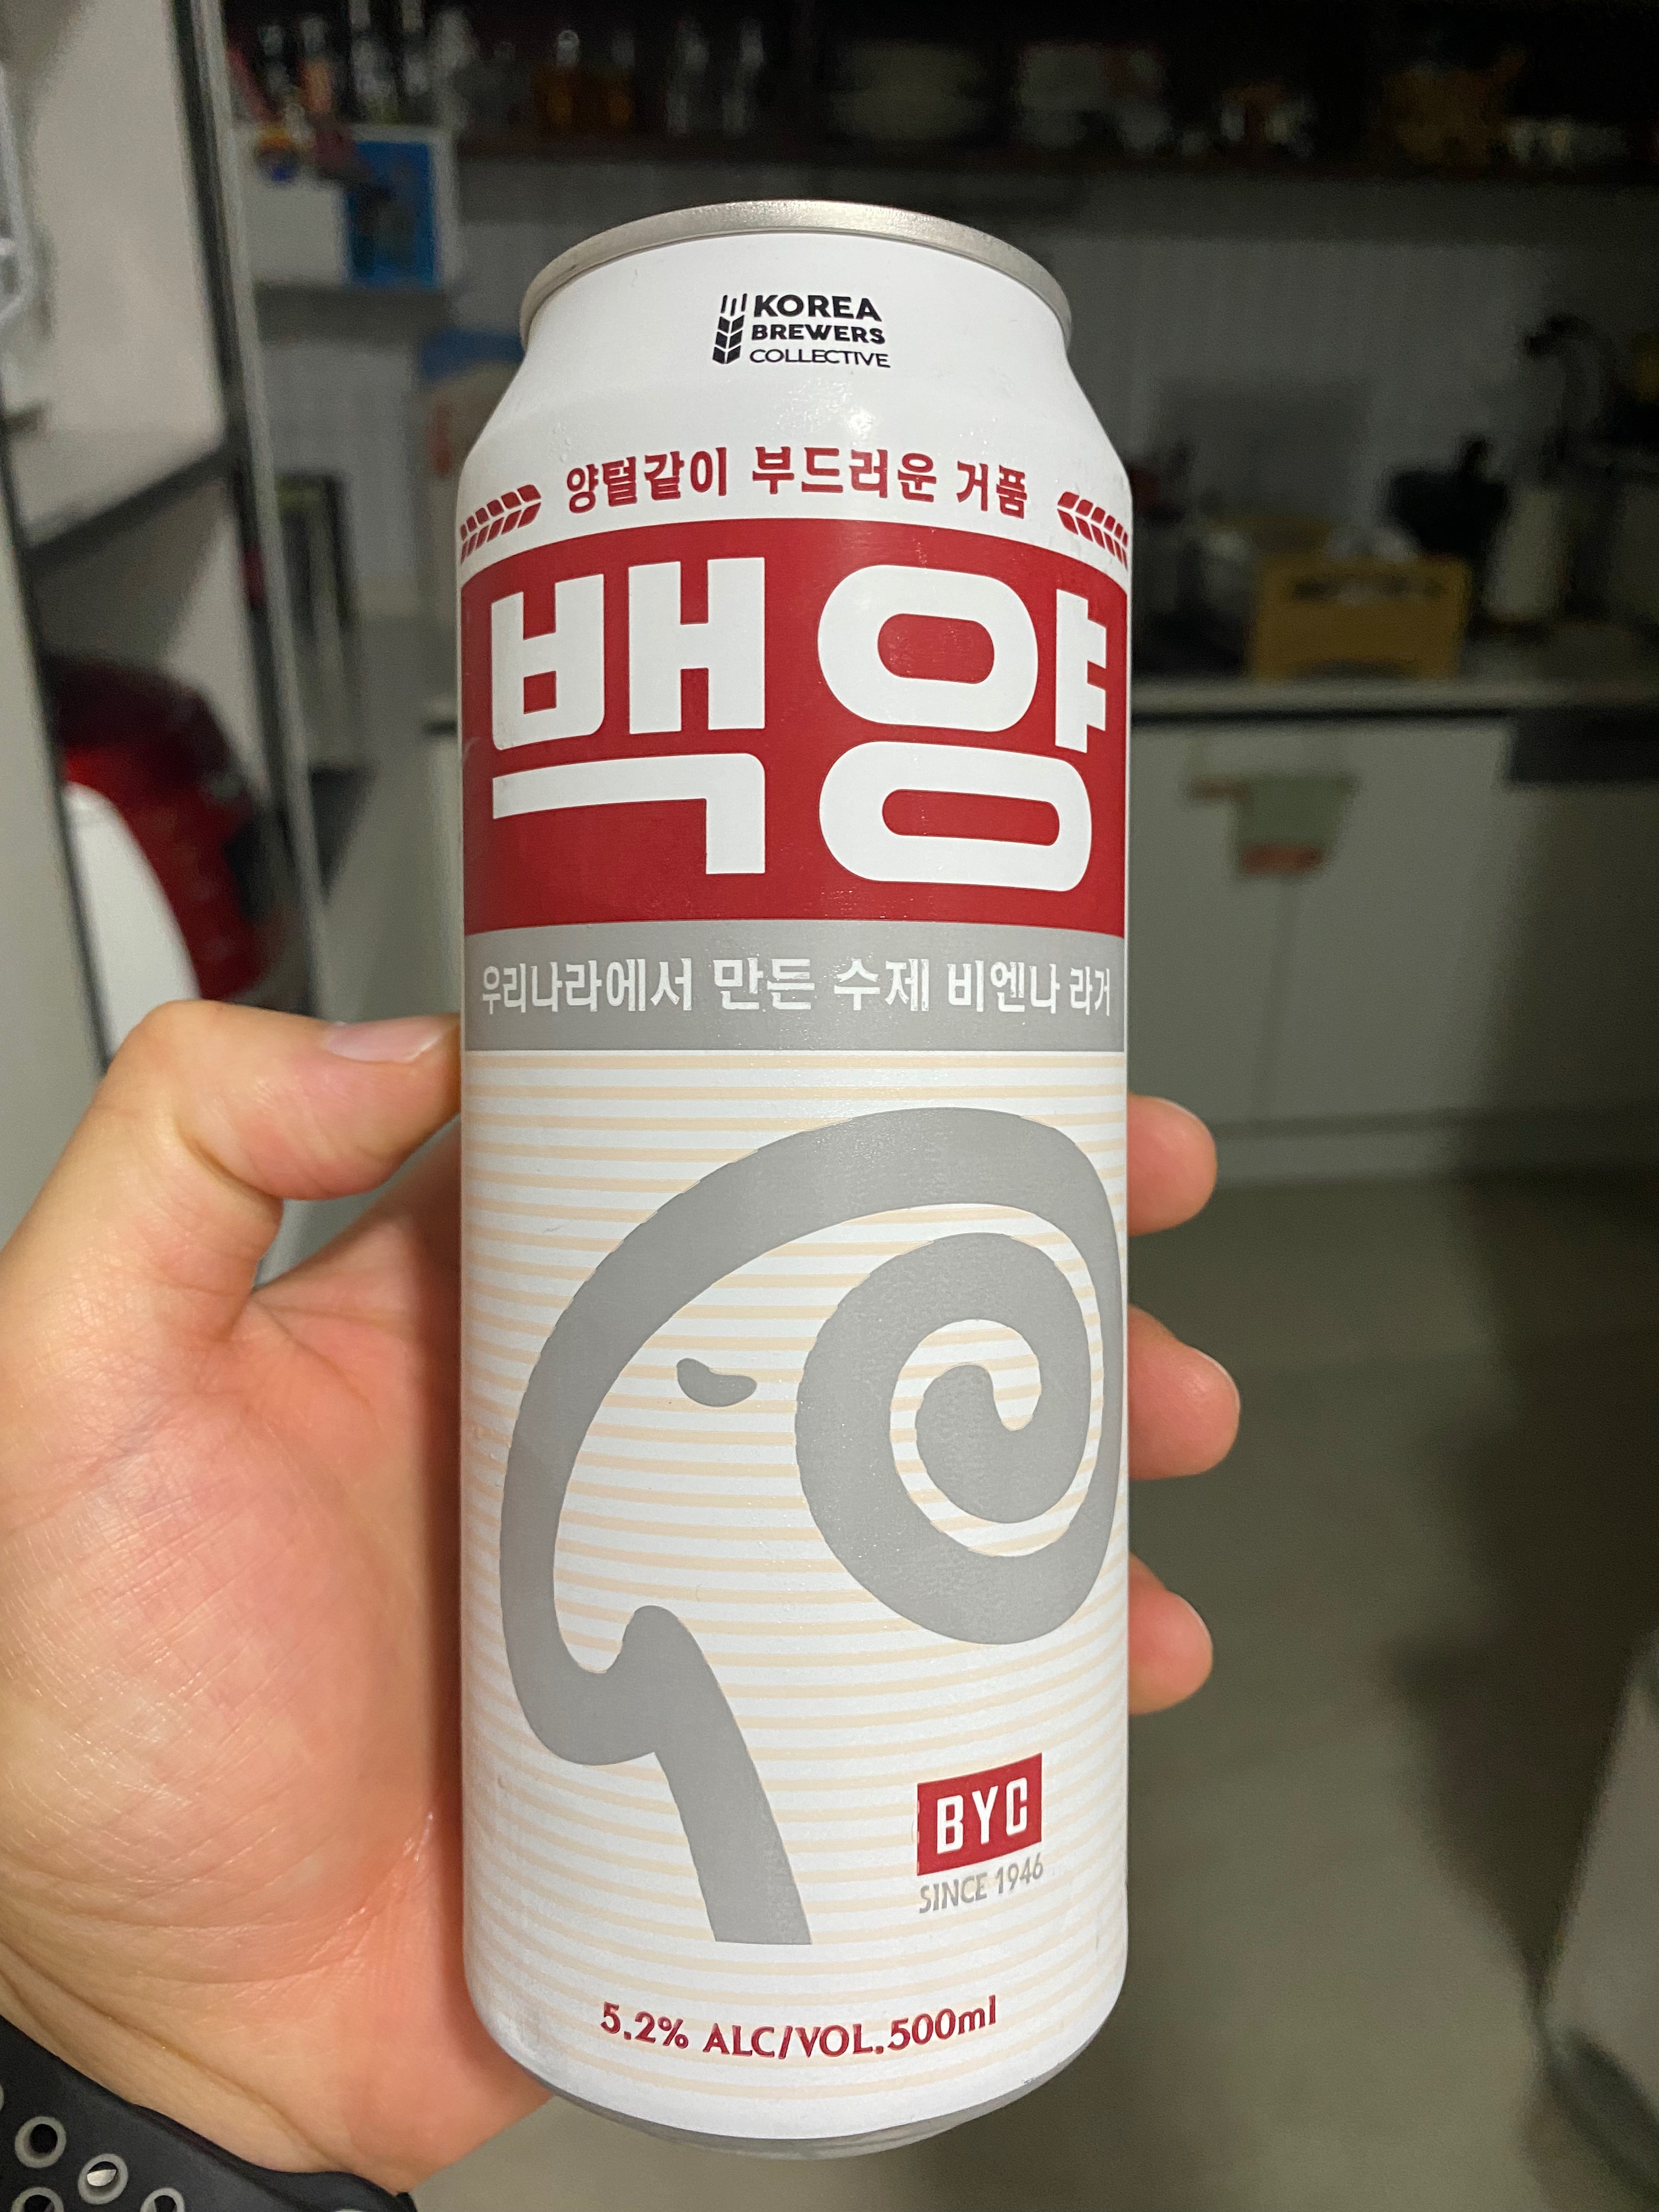 KOREA
BREWERS
COLLECTIVE
양털같이 부드러운 거품
백양
우리나라에서 만든 수제 비엔나 라거
BYC
SINCE 1946
5.2% ALC/VOL.500ml